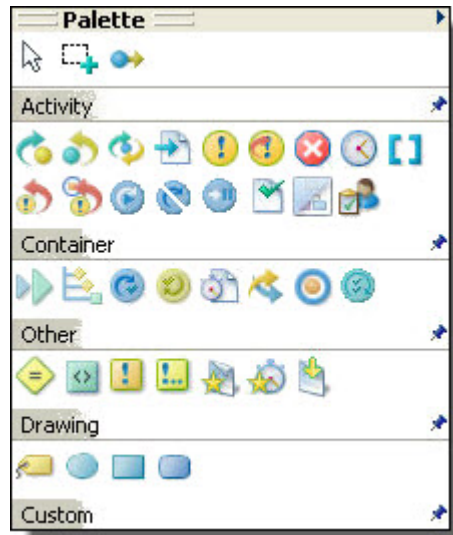 Palette
Activity
Container
Other
Drawing
Custom